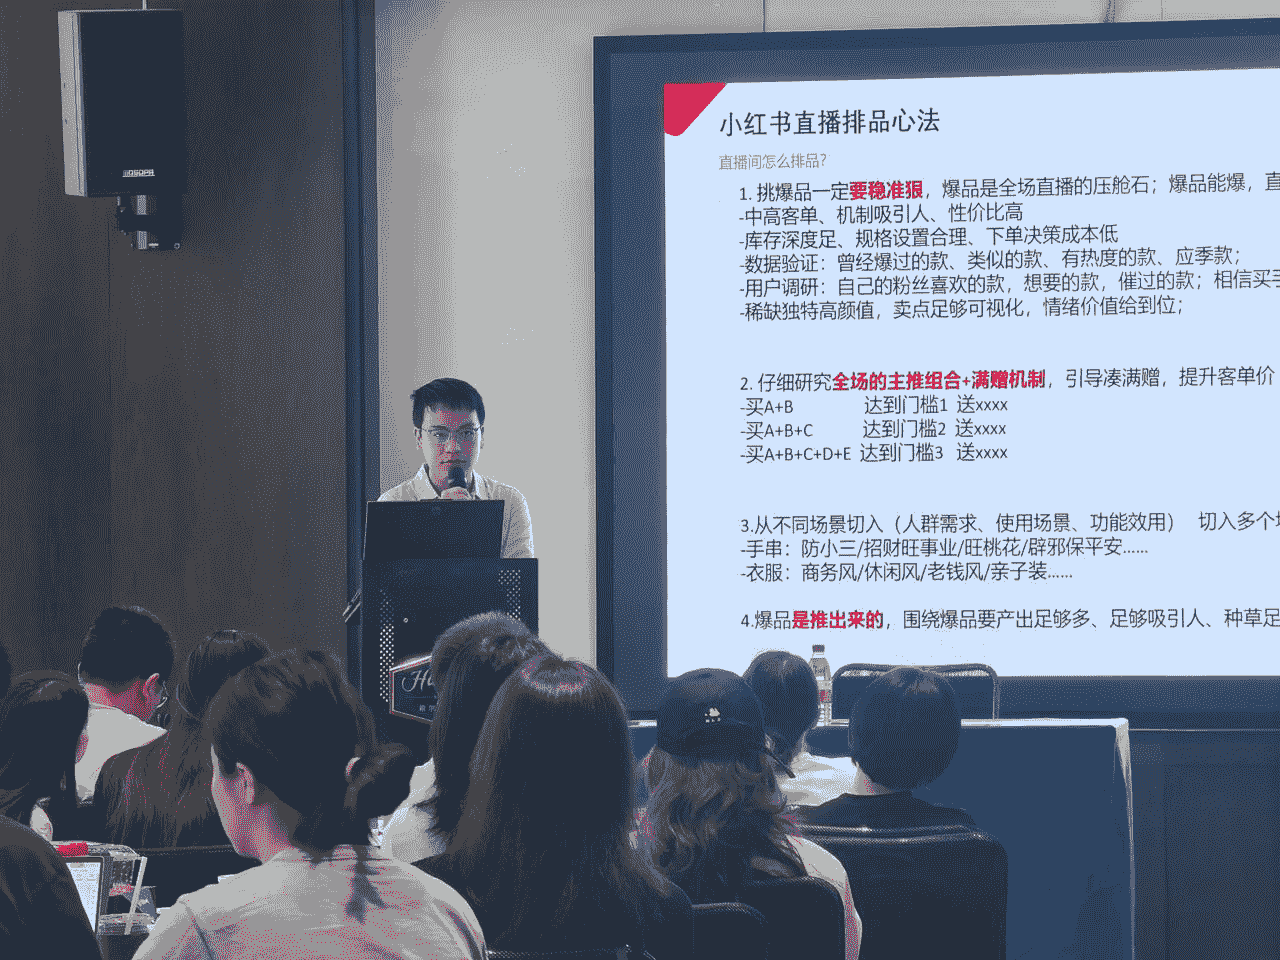 小红书直播排品心法
直播间怎么排品?
1. 挑爆品一定要稳准狠，爆品是全场直播的压舱石；爆品能爆，直
-中高客单、机制吸引人、性价比高
-库存深度足、规格设置合理、下单决策成本低
-数据验证：曾经爆过的款、类似的款、有热度的款、应季款；
-用户调研：自己的粉丝喜欢的款，想要的款，催过的款；相信买手
-稀缺独特高颜值，卖点足够可视化，情绪价值给到位；
2. 仔细研究全场的主推组合+满赠机制，引导凑满赠，提升客单价
-买A+B 达到门槛1 送xxxx
-买A+B+C 达到门槛2 送xxxx
-买A+B+C+D+E 达到门槛3 送xxxx
3.从不同场景切入（人群需求、使用场景、功能效用） 切入多个场
-手串：防小三/招财旺事业/旺桃花/辟邪保平安......
-衣服：商务风/休闲风/老钱风/亲子装......
4.爆品是推出来的，围绕爆品要产出足够多、足够吸引人、种草足